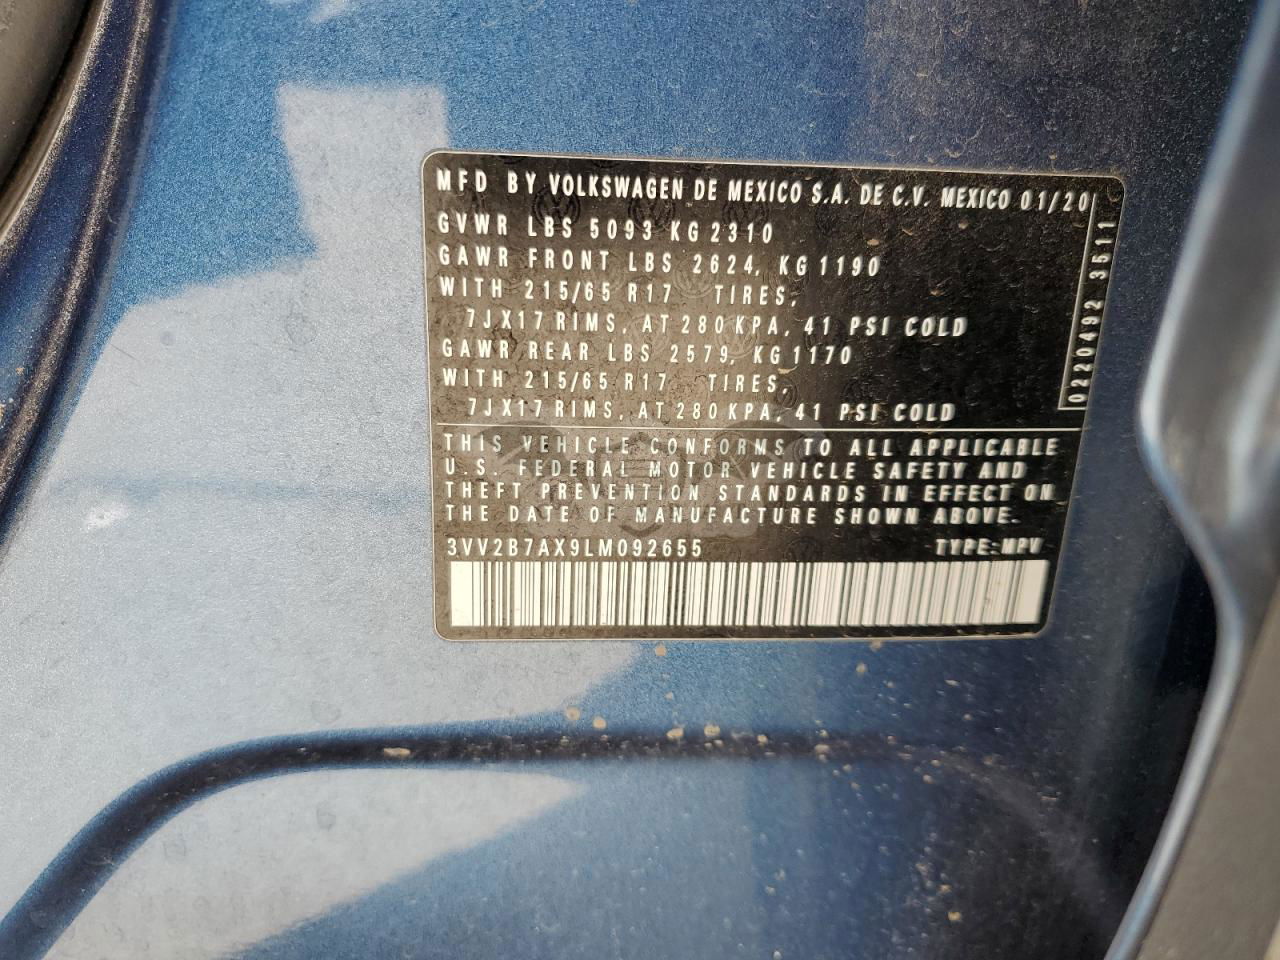 MFD BY VOLKSWAGEN DE MEXICO S.A. DE C.V. MEXICO 01/20
GVWR LBS 5093 KG 2310
GAWR FRONT LBS 2624, KG 1190
WITH 215/65 R17 TIRES,
7JX17 RIMS, AT 280 KPA, 41 PSI COLD
GAWR REAR LBS 2579, KG 1170
WITH 215/65 R17 TIRES,
7JX17 RIMS, AT 280 KPA, 41 PSI COLD
0220492 3511
THIS VEHICLE CONFORMS TO ALL APPLICABLE
U.S. FEDERAL MOTOR VEHICLE SAFETY AND
THEFT PREVENTION STANDARDS IN EFFECT ON
THE DATE OF MANUFACTURE SHOWN ABOVE.
3VV2B7AX9LM092655 TYPE:MPV